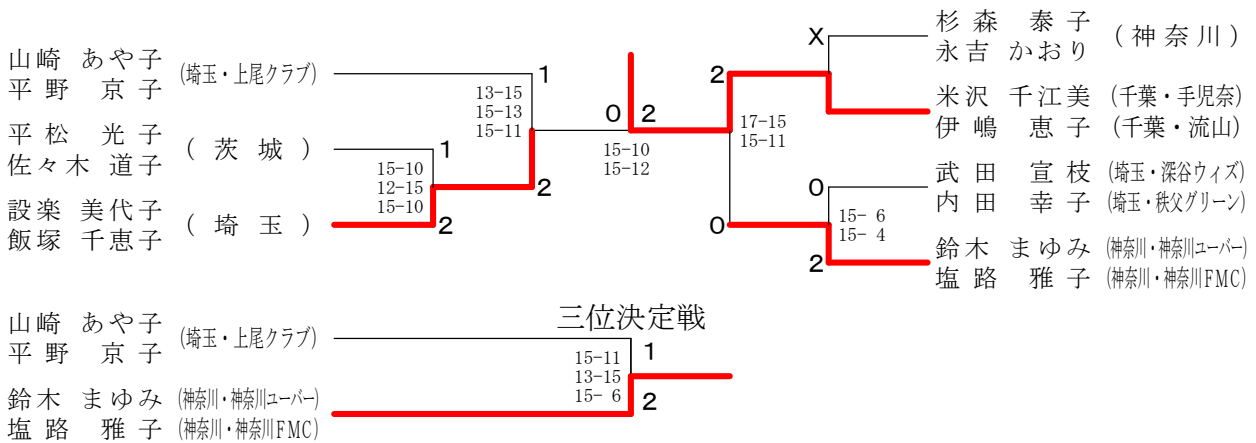 山崎 あや子
平野 京子
(埼玉・上尾クラブ)
平松 光子
佐々木 道子
( 茨城 )
設楽 美代子
飯塚 千恵子
( 埼玉 )
1
13-15
15-13
15-11
1
15-10
12-15
15-10
2
2
0
2
15-10
15-12
2
17-15
15-11
0
X
0
15- 6
15- 4
2
杉森 泰子
永吉 かおり
( 神奈川 )
米沢 千江美 (千葉・手児奈)
伊嶋 恵子 (千葉・流山)
武田 宣枝 (埼玉・深谷ウィズ)
内田 幸子 (埼玉・秩父グリーン)
鈴木 まゆみ (神奈川・神奈川ユーバー)
塩路 雅子 (神奈川・神奈川FMC)
三位決定戦
山崎 あや子
平野 京子
(埼玉・上尾クラブ)
鈴木 まゆみ (神奈川・神奈川ユーバー)
塩路 雅子 (神奈川・神奈川FMC)
15-11
13-15
15- 6
1
2